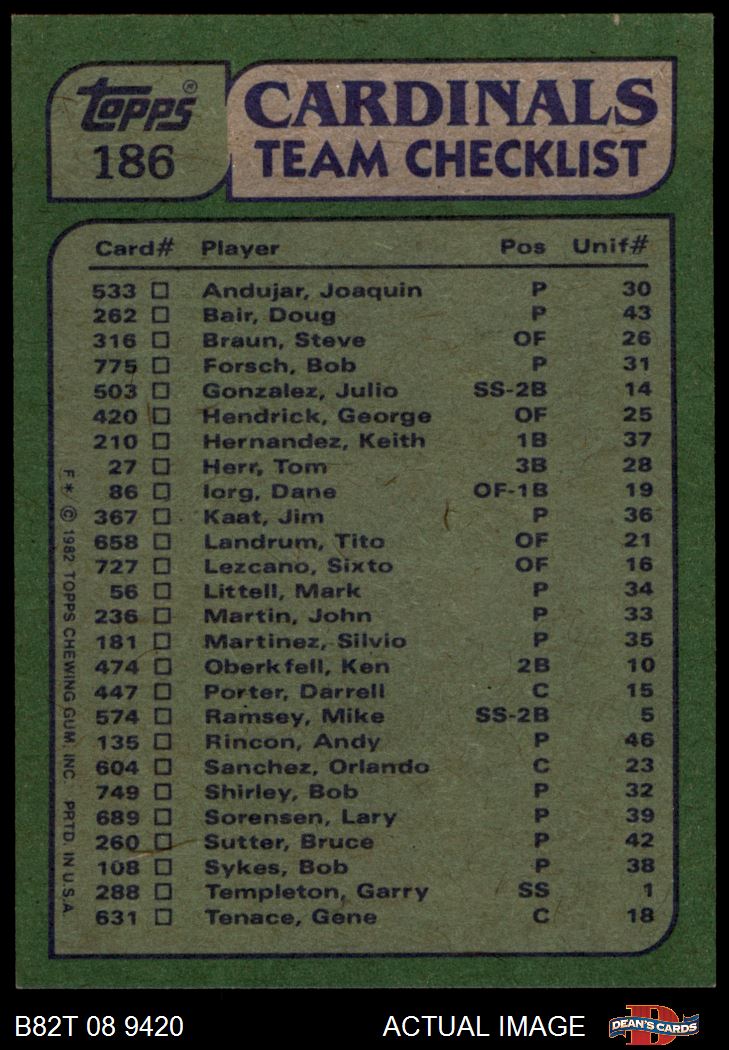 topps®
186
CARDINALS
TEAM CHECKLIST
Card# Player Pos Unif#
533 Andujar, Joaquin P 30
262 Bair, Doug P 43
316 Braun, Steve OF 26
775 Forsch, Bob P 31
503 Gonzalez, Julio SS-2B 14
420 Hendrick, George OF 25
210 Hernandez, Keith 1B 37
27 Herr, Tom 3B 28
86 Iorg, Dane OF-1B 19
367 Kaat, Jim P 36
658 Landrum, Tito OF 21
727 Lezcano, Sixto OF 16
56 Littell, Mark P 34
236 Martin, John P 33
181 Martinez, Silvio P 35
474 Oberkfell, Ken 2B 10
447 Porter, Darrell C 15
574 Ramsey, Mike SS-2B 5
135 Rincon, Andy P 46
604 Sanchez, Orlando C 23
749 Shirley, Bob P 32
689 Sorensen, Lary P 39
260 Sutter, Bruce P 42
108 Sykes, Bob P 38
288 Templeton, Garry SS 1
631 Tenace, Gene C 18
F * © 1982 TOPPS CHEWING GUM, INC. PRTD. IN U.S.A.
B82T 08 9420 ACTUAL IMAGE
D
DEAN'S CARDS